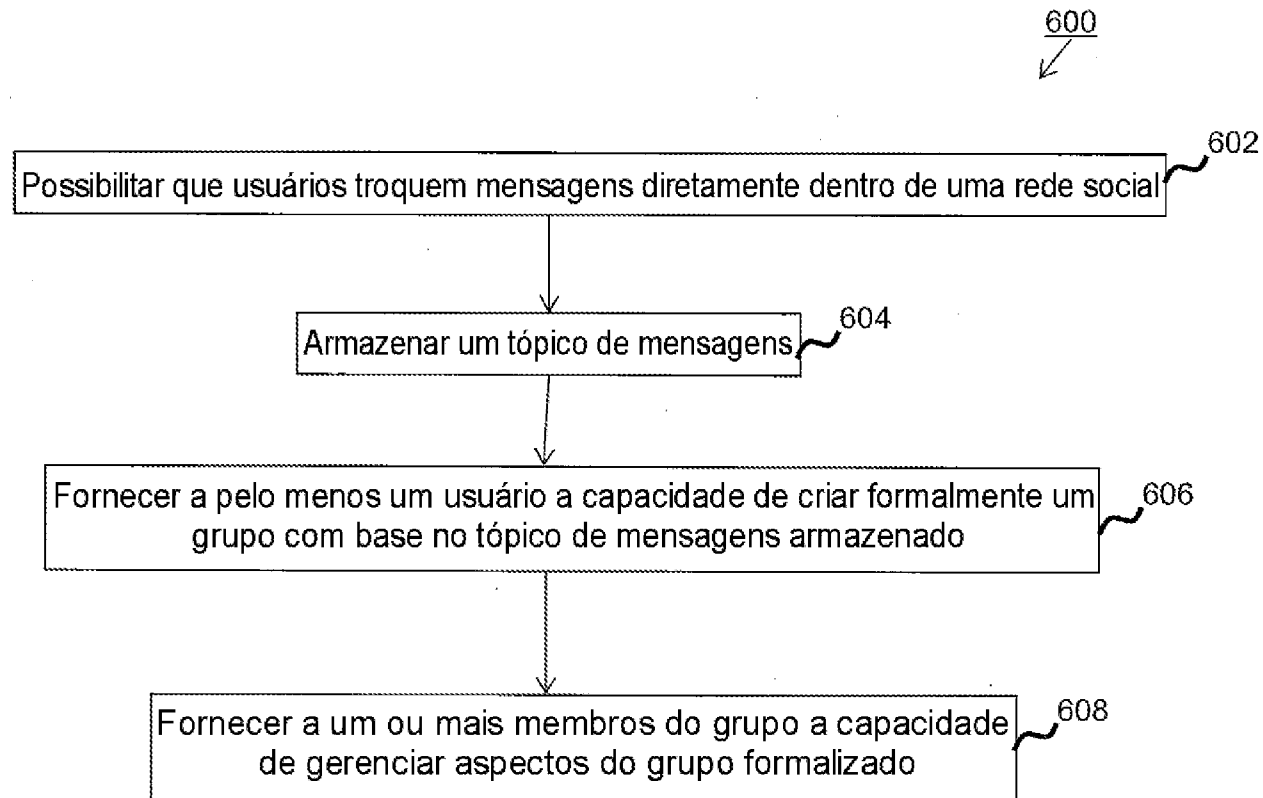 600
602
Possibilitar que usuários troquem mensagens diretamente dentro de uma rede social
604
Armazenar um tópico de mensagens
606
Fornecer a pelo menos um usuário a capacidade de criar formalmente um
grupo com base no tópico de mensagens armazenado
608
Fornecer a um ou mais membros do grupo a capacidade
de gerenciar aspectos do grupo formalizado